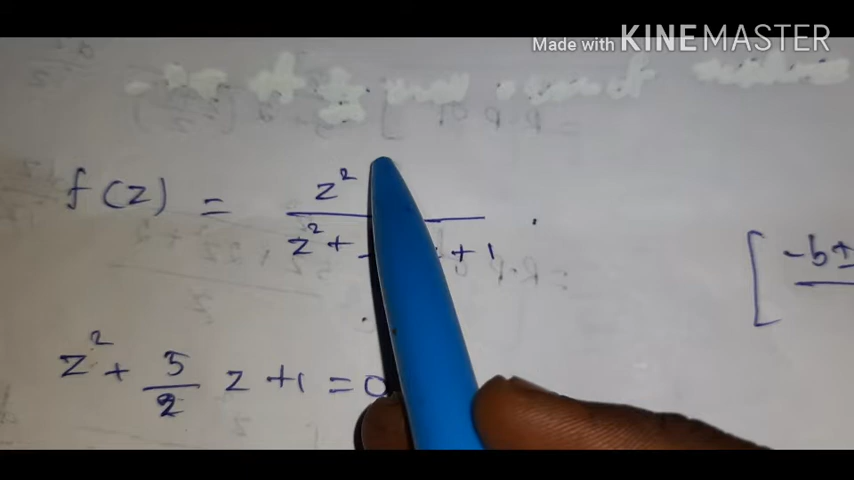 Made with KINEMASTER
f(z) = z² / z² + + 1
[ -b±
z² + 5/2 z + 1 = 0